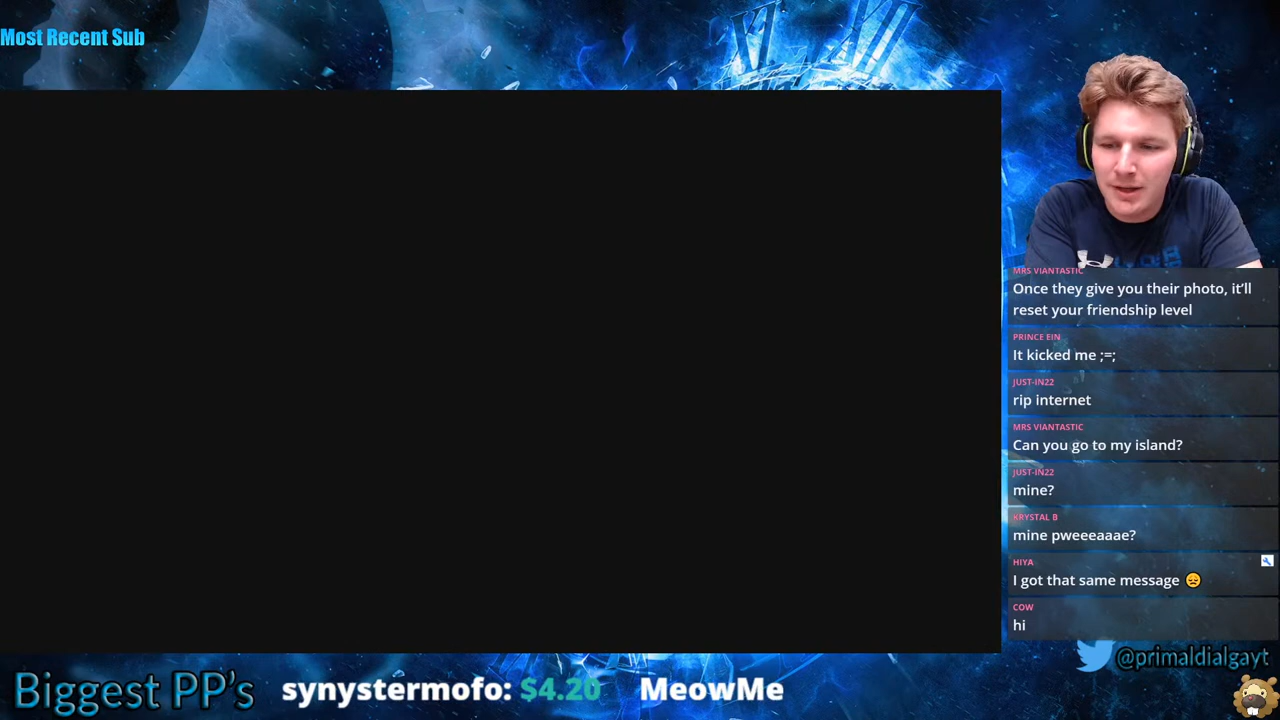 Most Recent Sub
MRS VIANTASTIC
Once they give you their photo, it'll
reset your friendship level
PRINCE EIN
It kicked me ;=;
JUST-IN22
rip internet
MRS VIANTASTIC
Can you go to my island?
JUST-IN22
mine?
KRYSTAL B
mine pweeeaaae?
HIYA
I got that same message 😔
COW
hi
@primaldialgayt
Biggest PP's synystermofo: $4.20 MeowMe